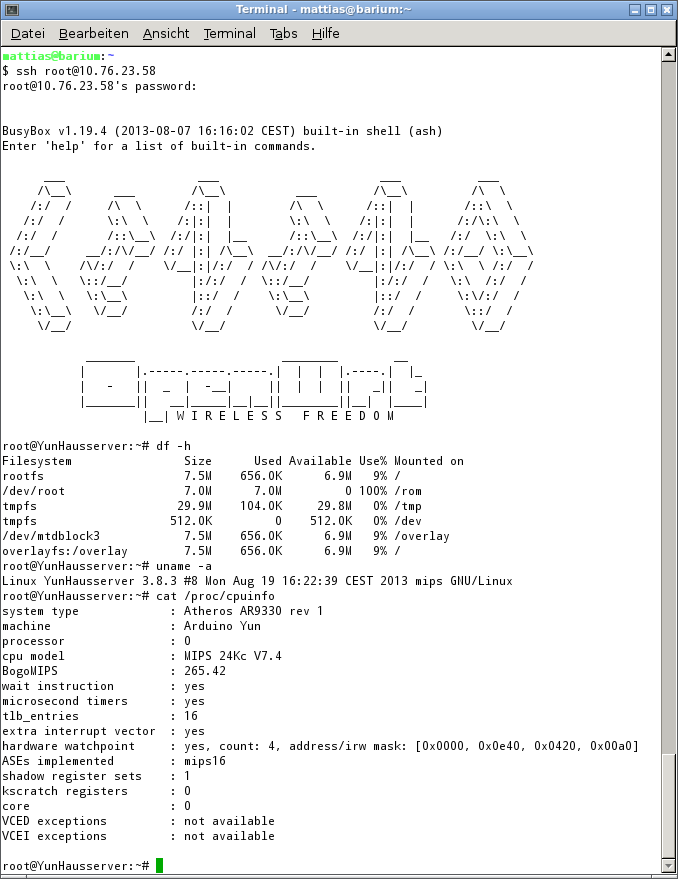 Terminal - mattias@barium:~
Datei Bearbeiten Ansicht Terminal Tabs Hilfe
mattias@barium:~
$ ssh root@10.76.23.58
root@10.76.23.58's password:
BusyBox v1.19.4 (2013-08-07 16:16:02 CEST) built-in shell (ash)
Enter 'help' for a list of built-in commands.
W I R E L E S S   F R E E D O M
root@YunHausserver:~# df -h
Filesystem                Size      Used Available Use% Mounted on
rootfs                    7.5M    656.0K      6.9M   9% /
/dev/root                 7.0M      7.0M         0 100% /rom
tmpfs                    29.9M    104.0K     29.8M   0% /tmp
tmpfs                   512.0K         0    512.0K   0% /dev
/dev/mtdblock3            7.5M    656.0K      6.9M   9% /overlay
overlayfs:/overlay        7.5M    656.0K      6.9M   9% /
root@YunHausserver:~# uname -a
Linux YunHausserver 3.8.3 #8 Mon Aug 19 16:22:39 CEST 2013 mips GNU/Linux
root@YunHausserver:~# cat /proc/cpuinfo
system type             : Atheros AR9330 rev 1
machine                 : Arduino Yun
processor               : 0
cpu model               : MIPS 24Kc V7.4
BogoMIPS                : 265.42
wait instruction        : yes
microsecond timers      : yes
tlb_entries             : 16
extra interrupt vector  : yes
hardware watchpoint     : yes, count: 4, address/irw mask: [0x0000, 0x0e40, 0x0420, 0x00a0]
ASEs implemented        : mips16
shadow register sets    : 1
kscratch registers      : 0
core                    : 0
VCED exceptions         : not available
VCEI exceptions         : not available
root@YunHausserver:~#